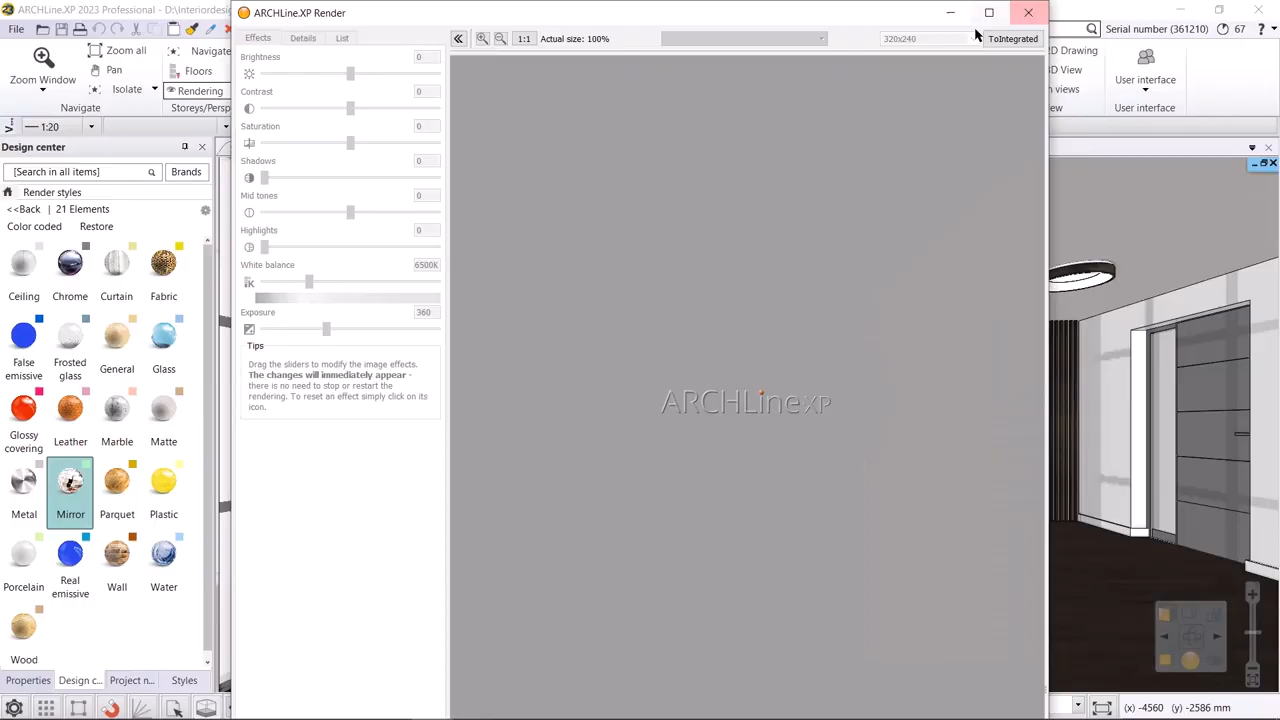 ARCHLine.XP 2023 Professional - D:\Interiordesi
ARCHLine.XP Render
File
Serial number (361210)
67
Effects
Details
List
1:1
Actual size: 100%
320x240
ToIntegrated
Zoom Window
Zoom all
Pan
Isolate
Navigate
Floors
Rendering
Navigate
Storeys/Persp
2D Drawing
3D View
n views
ew
User interface
User interface
1:20
Design center
[Search in all items]
Brands
Render styles
<<Back
21 Elements
Color coded
Restore
Ceiling
Chrome
Curtain
Fabric
False emissive
Frosted glass
General
Glass
Glossy covering
Leather
Marble
Matte
Metal
Mirror
Parquet
Plastic
Porcelain
Real emissive
Wall
Water
Wood
Properties
Design c...
Project n...
Styles
Brightness
0
Contrast
0
Saturation
0
Shadows
0
Mid tones
0
Highlights
0
White balance
6500K
K
Exposure
360
Tips
Drag the sliders to modify the image effects.
The changes will immediately appear -
there is no need to stop or restart the
rendering. To reset an effect simply click on its
icon.
ARCHLineXP
(x) -4560
(y) -2586 mm